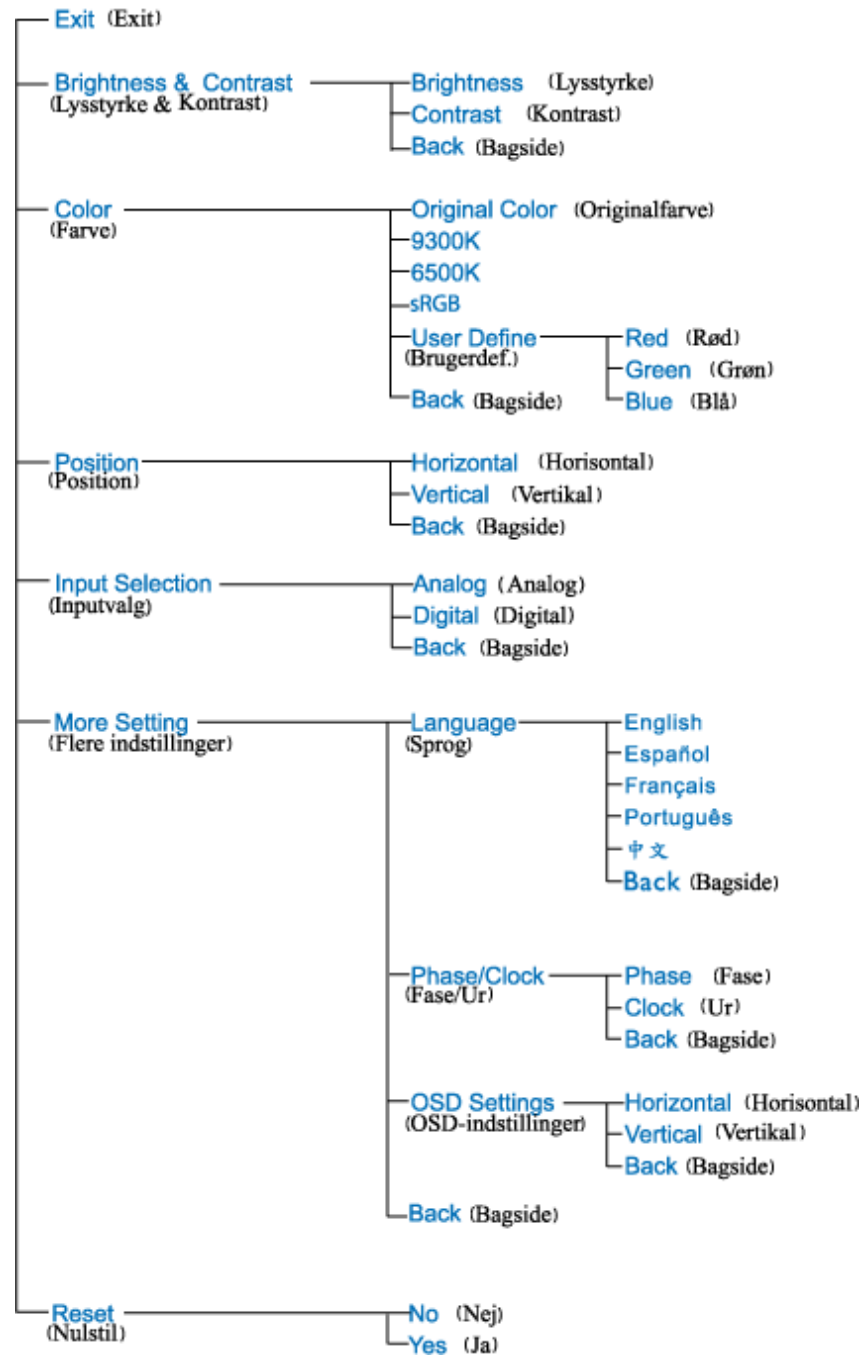 Exit (Exit)
Brightness & Contrast
(Lysstyrke & Kontrast)
Brightness (Lysstyrke)
Contrast (Kontrast)
Back (Bagside)
Color
(Farve)
Original Color (Originalfarve)
9300K
6500K
sRGB
User Define
(Brugerdef.)
Red (Rød)
Green (Grøn)
Blue (Blå)
Back (Bagside)
Position
(Position)
Horizontal (Horisontal)
Vertical (Vertikal)
Back (Bagside)
Input Selection
(Inputvalg)
Analog (Analog)
Digital (Digital)
Back (Bagside)
More Setting
(Flere indstillinger)
Language
(Sprog)
English
Español
Français
Português
中文
Back (Bagside)
Phase/Clock
(Fase/Ur)
Phase (Fase)
Clock (Ur)
Back (Bagside)
OSD Settings
(OSD-indstillinger)
Horizontal (Horisontal)
Vertical (Vertikal)
Back (Bagside)
Back (Bagside)
Reset
(Nulstil)
No (Nej)
Yes (Ja)